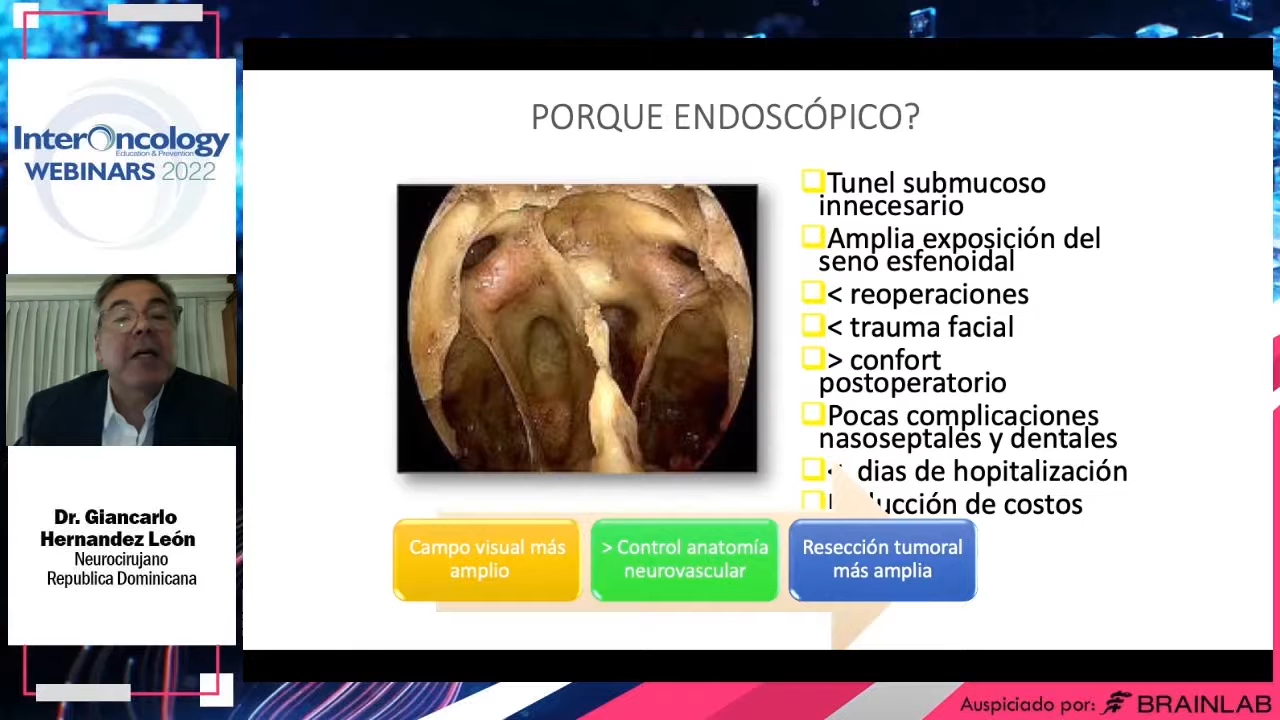 InterOncology
Education & Prevention
WEBINARS 2022
Dr. Giancarlo
Hernandez León
Neurocirujano
Republica Dominicana
PORQUE ENDOSCÓPICO?
Tunel submucoso
innecesario
Amplia exposición del
seno esfenoidal
< reoperaciones
< trauma facial
> confort
postoperatorio
Pocas complicaciones
nasoseptales y dentales
< dias de hopitalización
de costos
Campo visual más
amplio
> Control anatomía
neurovascular
Resección tumoral
más amplia
Auspiciado por: BRAINLAB